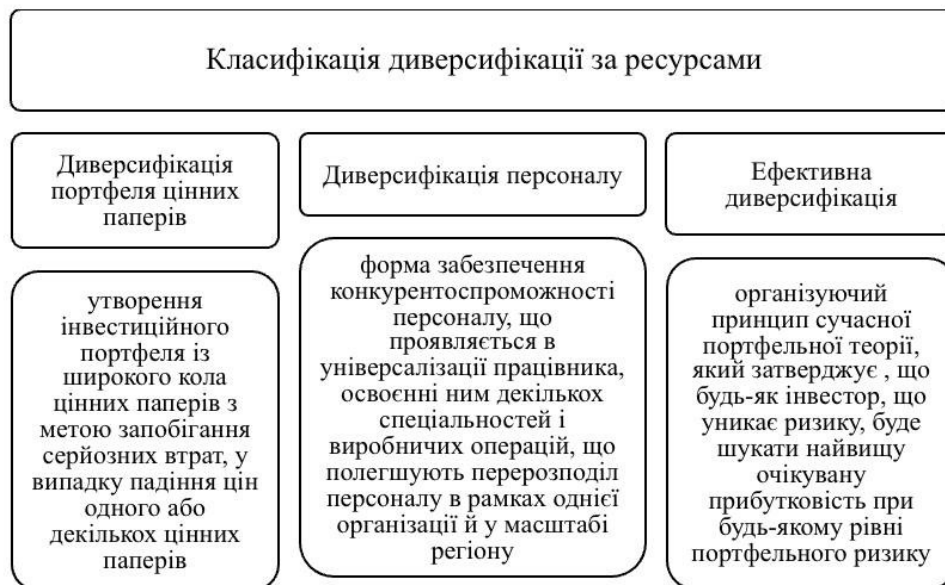 Класифікація диверсифікації за ресурсами
Диверсифікація
портфеля цінних
паперів
утворення
інвестиційного
портфеля із
широкого кола
цінних паперів з
метою запобігання
серйозних втрат, у
випадку падіння цін
одного або
декількох цінних
паперів
Диверсифікація персоналу
форма забезпечення
конкурентоспроможності
персоналу, що
проявляється в
універсалізації працівника,
освоєнні ним декількох
спеціальностей і
виробничих операцій, що
полегшують перерозподіл
персоналу в рамках однієї
організації й у масштабі
регіону
Ефективна
диверсифікація
організуючий
принцип сучасної
портфельної теорії,
який затверджує , що
будь-як інвестор, що
уникає ризику, буде
шукати найвищу
очікувану
прибутковість при
будь-якому рівні
портфельного ризику